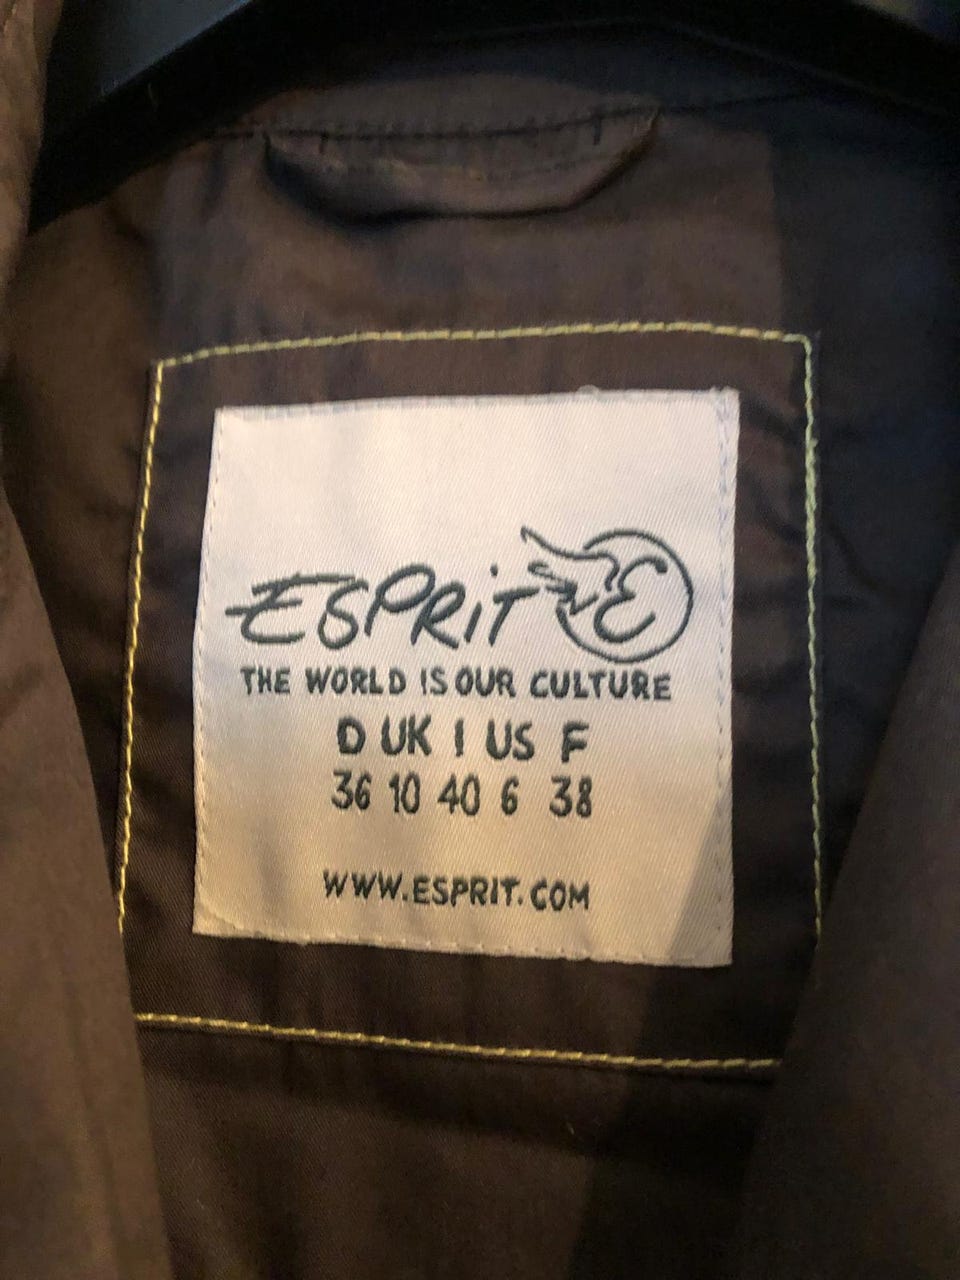 ESPRIT E
THE WORLD IS OUR CULTURE
D UK I US F
36 10 40 6 38
WWW.ESPRIT.COM